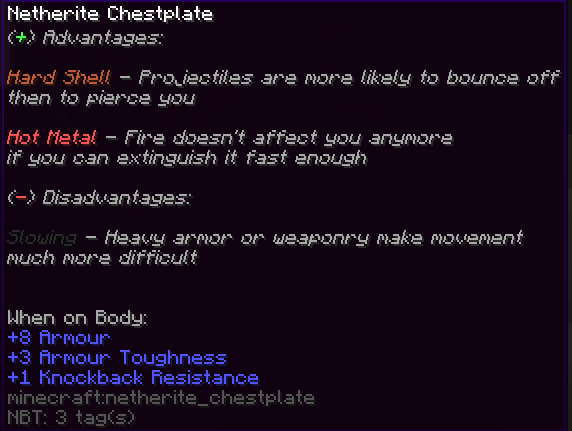 Netherite Chestplate
(+) Advantages:
Hard Shell - Projectiles are more likely to bounce off
then to pierce you
Hot Metal - Fire doesn't affect you anymore
if you can extinguish it fast enough
(-) Disadvantages:
Slowing - Heavy armor or weaponry make movement
much more difficult
When on Body:
+8 Armour
+3 Armour Toughness
+1 Knockback Resistance
minecraft:netherite_chestplate
NBT: 3 tag(s)